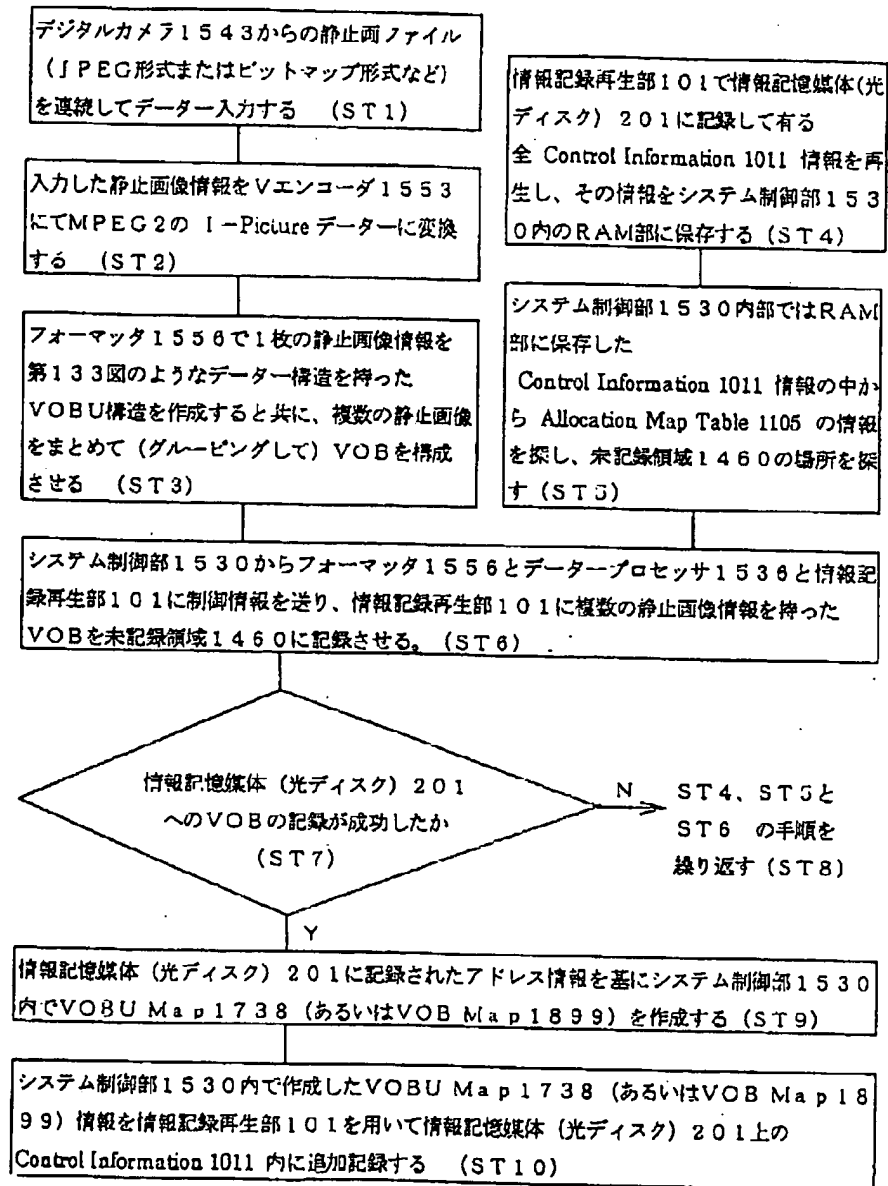 デジタルカメラ1543からの静止画ファイル
(JPEG形式またはビットマップ形式など)
を連続してデーター入力する (ST1)
入力した静止画像情報をVエンコーダ1553
にてMPEG2の I-Picture データーに変換
する (ST2)
フォーマッタ1556で1枚の静止画像情報を
第133図のようなデーター構造を持った
VOBU構造を作成すると共に、複数の静止画像
をまとめて(グルーピングして)VOBを構成
させる (ST3)
情報記録再生部101で情報記憶媒体(光
ディスク)201に記録して有る
全 Control Information 1011 情報を再
生し、その情報をシステム制御部153
0内のRAM部に保存する(ST4)
システム制御部1530内部ではRAM
部に保存した
Control Information 1011 情報の中か
ら Allocation Map Table 1105 の情報
を探し、未記録領域1460の場所を探
す(ST5)
システム制御部1530からフォーマッタ1556とデータープロセッサ1536と情報記
録再生部101に制御情報を送り、情報記録再生部101に複数の静止画像情報を持った
VOBを未記録領域1460に記録させる。(ST6)
情報記憶媒体(光ディスク)201
へのVOBの記録が成功したか
(ST7)
N
ST4、ST5と
ST6 の手順を
繰り返す(ST8)
Y
情報記憶媒体(光ディスク)201に記録されたアドレス情報を基にシステム制御部1530
内でVOBU Map1738(あるいはVOB Map1899)を作成する(ST9)
システム制御部1530内で作成したVOBU Map1738(あるいはVOB Map18
99)情報を情報記録再生部101を用いて情報記憶媒体(光ディスク)201上の
Control Information 1011 内に追加記録する (ST10)